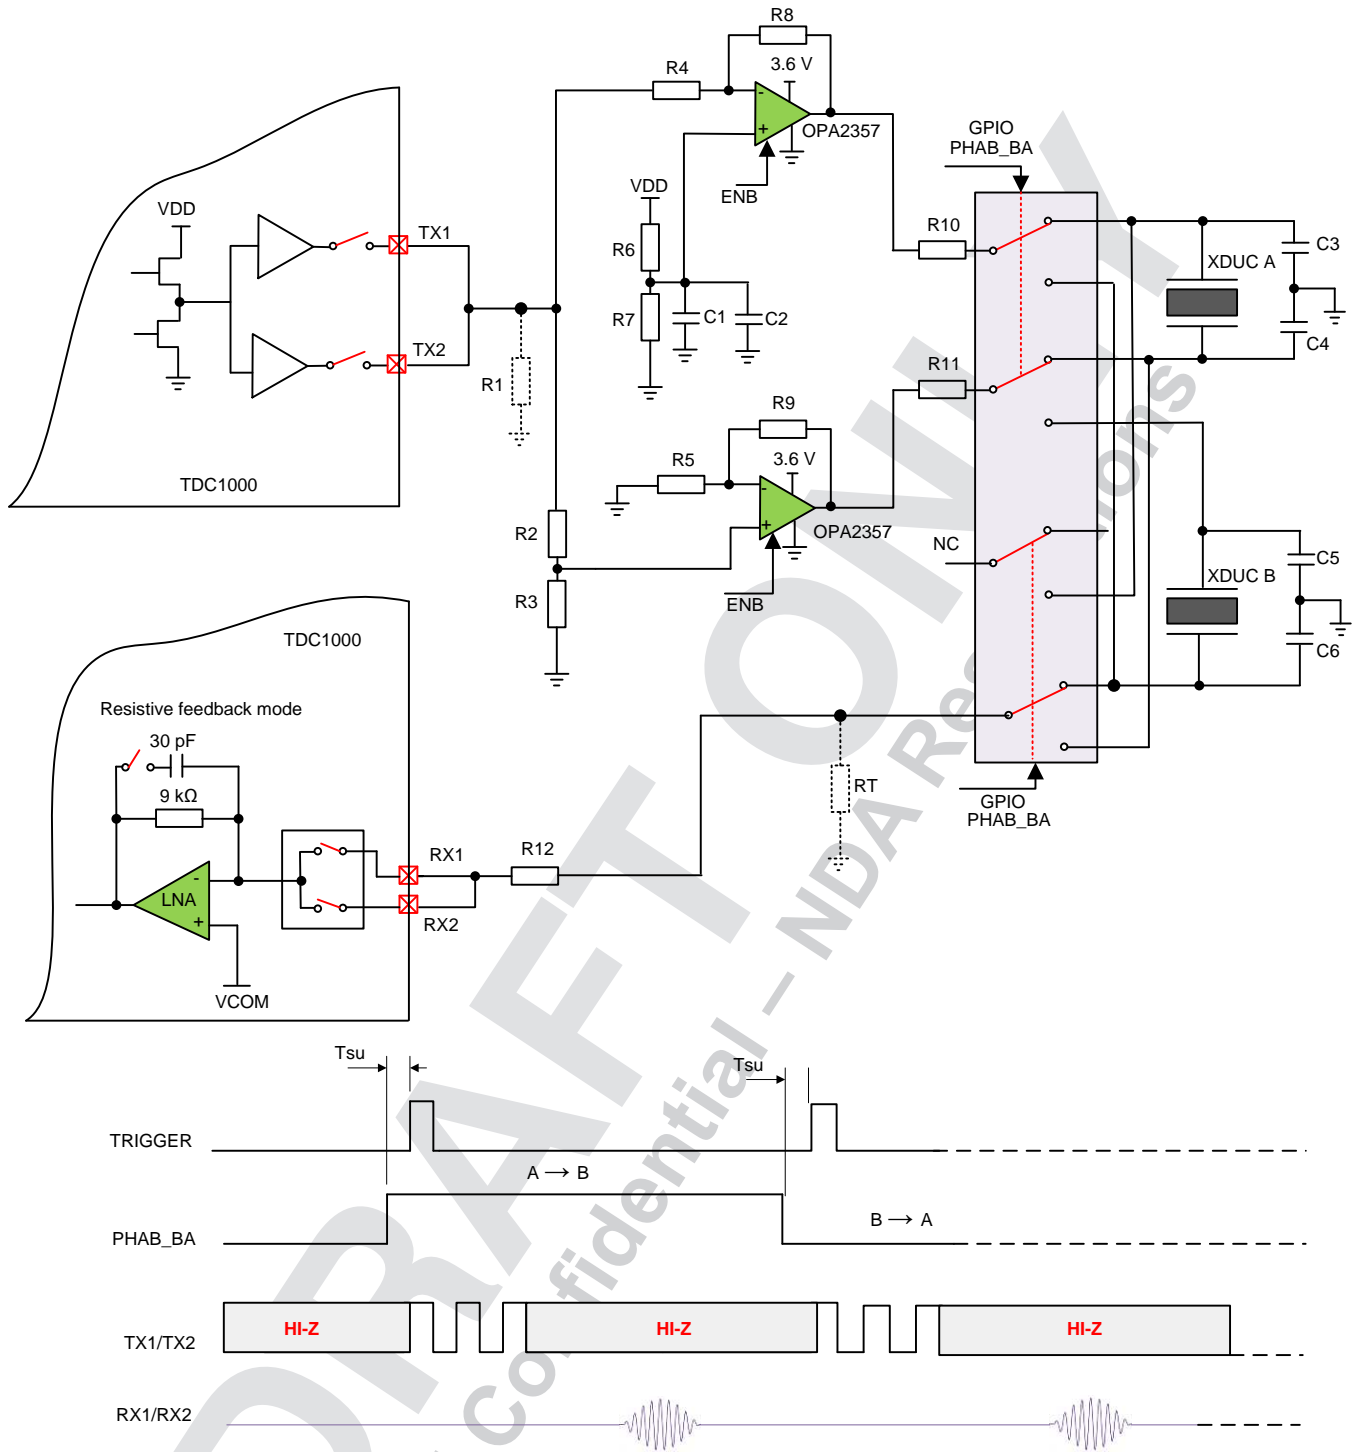 R8
R4
3.6 V
OPA2357
ENB
GPIO
PHAB_BA
VDD
TX1
TX2
TDC1000
VDD
R6
R7
C1
C2
R1
R10
R11
XDUC A
C3
C4
R9
R5
3.6 V
OPA2357
ENB
R2
R3
NC
XDUC B
C5
C6
TDC1000
Resistive feedback mode
30 pF
9 kΩ
LNA
VCOM
RX1
RX2
R12
RT
GPIO
PHAB_BA
Tsu
Tsu
TRIGGER
A → B
PHAB_BA
B → A
TX1/TX2
HI-Z
HI-Z
HI-Z
RX1/RX2
DRAFT ONLY
Confidential – NDA